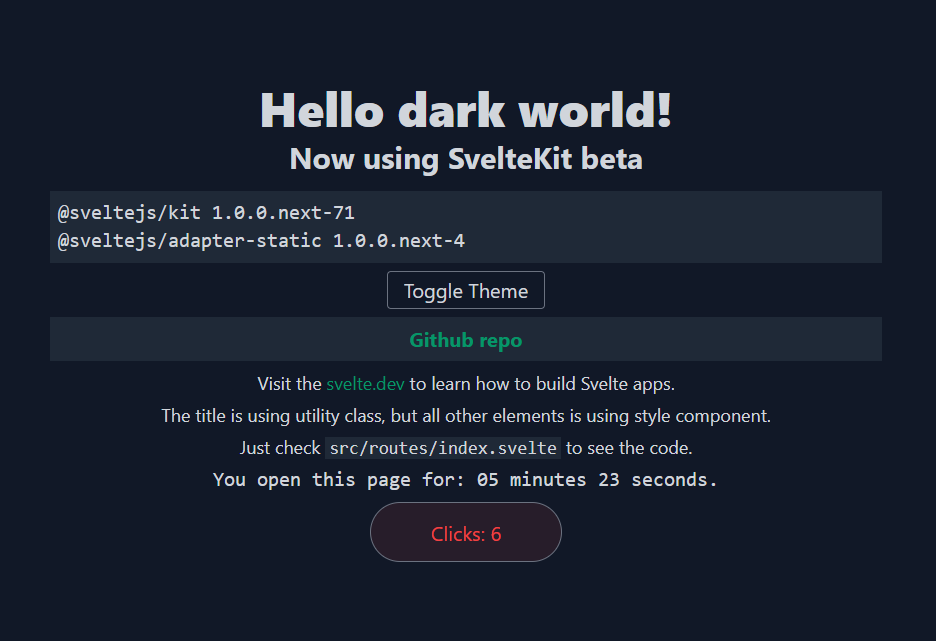 Hello dark world!
Now using SvelteKit beta
@sveltejs/kit 1.0.0.next-71
@sveltejs/adapter-static 1.0.0.next-4
Toggle Theme
Github repo
Visit the svelte.dev to learn how to build Svelte apps.
The title is using utility class, but all other elements is using style component.
Just check src/routes/index.svelte to see the code.
You open this page for: 05 minutes 23 seconds.
Clicks: 6